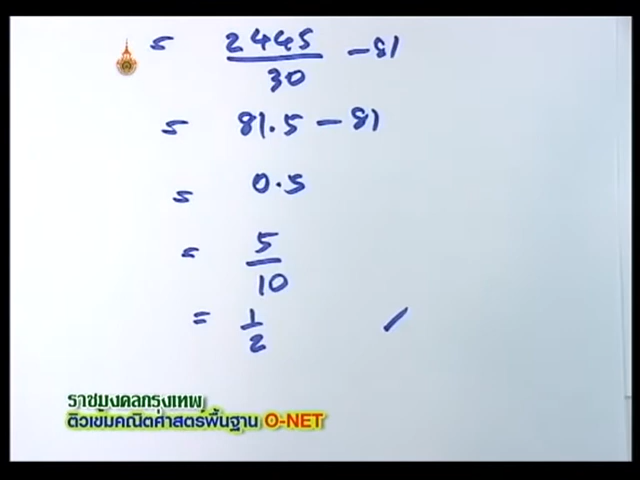 = 2445/30 - 81
= 81.5 - 81
= 0.5
= 5/10
= 1/2
ราชมงคลกรุงเทพ
ติวเข้มคณิตศาสตร์พื้นฐาน O-NET